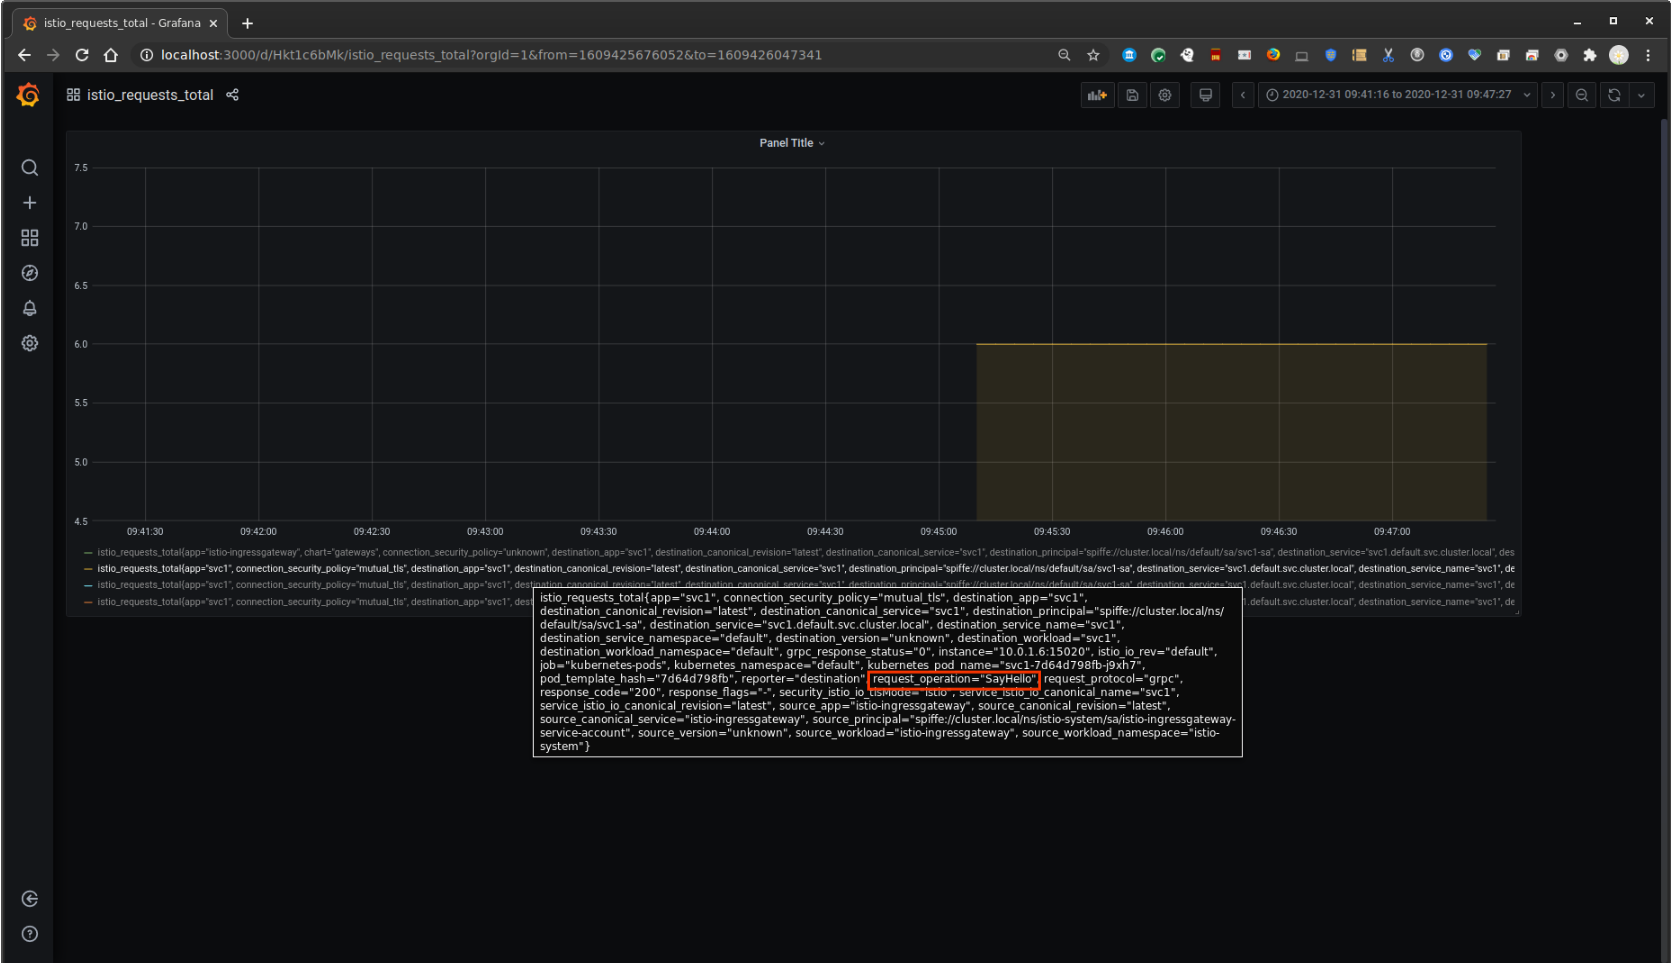 istio_requests_total - Grafana
localhost:3000/d/Hkt1c6bMk/istio_requests_total?orgId=1&from=1609425676052&to=1609426047341
istio_requests_total
2020-12-31 09:41:16 to 2020-12-31 09:47:27
Panel Title
7.5
7.0
6.5
6.0
5.5
5.0
4.5
09:41:30 09:42:00 09:42:30 09:43:00 09:43:30 09:44:00 09:44:30 09:45:00 09:45:30 09:46:00 09:46:30 09:47:00
istio_requests_total{app="istio-ingressgateway", chart="gateways", connection_security_policy="unknown", destination_app="svc1", destination_canonical_revision="latest", destination_canonical_service="svc1", destination_principal="spiffe://cluster.local/ns/default/sa/svc1-sa", destination_service="svc1.default.svc.cluster.local", des
istio_requests_total{app="svc1", connection_security_policy="mutual_tls", destination_app="svc1", destination_canonical_revision="latest", destination_canonical_service="svc1", destination_principal="spiffe://cluster.local/ns/default/sa/svc1-sa", destination_service="svc1.default.svc.cluster.local", destination_service_name="svc1", de
istio_requests_total{app="svc1", connection_security_policy="mutual_tls", destination_app="svc1", destination_canonical_revision="latest", destination_canonical_service="svc1", destination_principal="spiffe://cluster.local/ns/default/sa/svc1-sa", destination_service="svc1.default.svc.cluster.local", destination_service_name="svc1", de
istio_requests_total{app="svc1", connection_security_policy="mutual_tls", destination_app="svc1", dest 1.default.svc.cluster.local", destination_service_name="svc1", de
istio_requests_total{app="svc1", connection_security_policy="mutual_tls", destination_app="svc1",
destination_canonical_revision="latest", destination_canonical_service="svc1", destination_principal="spiffe://cluster.local/ns/
default/sa/svc1-sa", destination_service="svc1.default.svc.cluster.local", destination_service_name="svc1",
destination_service_namespace="default", destination_version="unknown", destination_workload="svc1",
destination_workload_namespace="default", grpc_response_status="0", instance="10.0.1.6:15020", istio_io_rev="default",
job="kubernetes-pods", kubernetes_namespace="default", kubernetes_pod_name="svc1-7d64d798fb-j9xh7",
pod_template_hash="7d64d798fb", reporter="destination", request_operation="SayHello", request_protocol="grpc",
response_code="200", response_flags="-", security_istio_io_tlsMode="istio", service_istio_io_canonical_name="svc1",
service_istio_io_canonical_revision="latest", source_app="istio-ingressgateway", source_canonical_revision="latest",
source_canonical_service="istio-ingressgateway", source_principal="spiffe://cluster.local/ns/istio-system/sa/istio-ingressgateway-
service-account", source_version="unknown", source_workload="istio-ingressgateway", source_workload_namespace="istio-
system"}